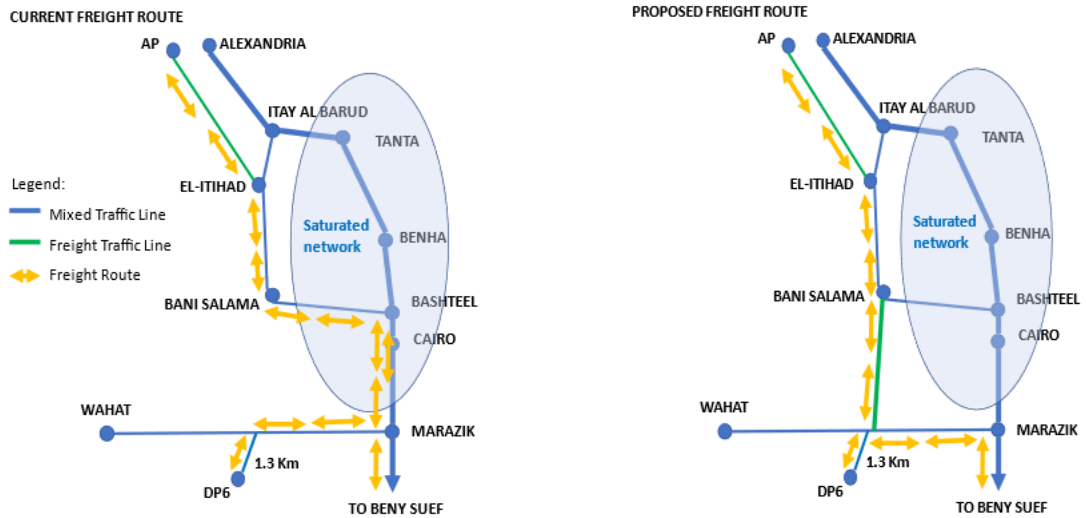 CURRENT FREIGHT ROUTE
AP
ALEXANDRIA
ITAY AL BARUD
TANTA
EL-ITIHAD
Legend:
Mixed Traffic Line
Freight Traffic Line
Freight Route
Saturated
network
BENHA
BANI SALAMA
BASHTEEL
CAIRO
WAHAT
MARAZIK
1.3 Km
DP6
TO BENY SUEF
PROPOSED FREIGHT ROUTE
AP
ALEXANDRIA
ITAY AL BARUD
TANTA
EL-ITIHAD
Saturated
network
BENHA
BANI SALAMA
BASHTEEL
CAIRO
WAHAT
MARAZIK
1.3 Km
DP6
TO BENY SUEF